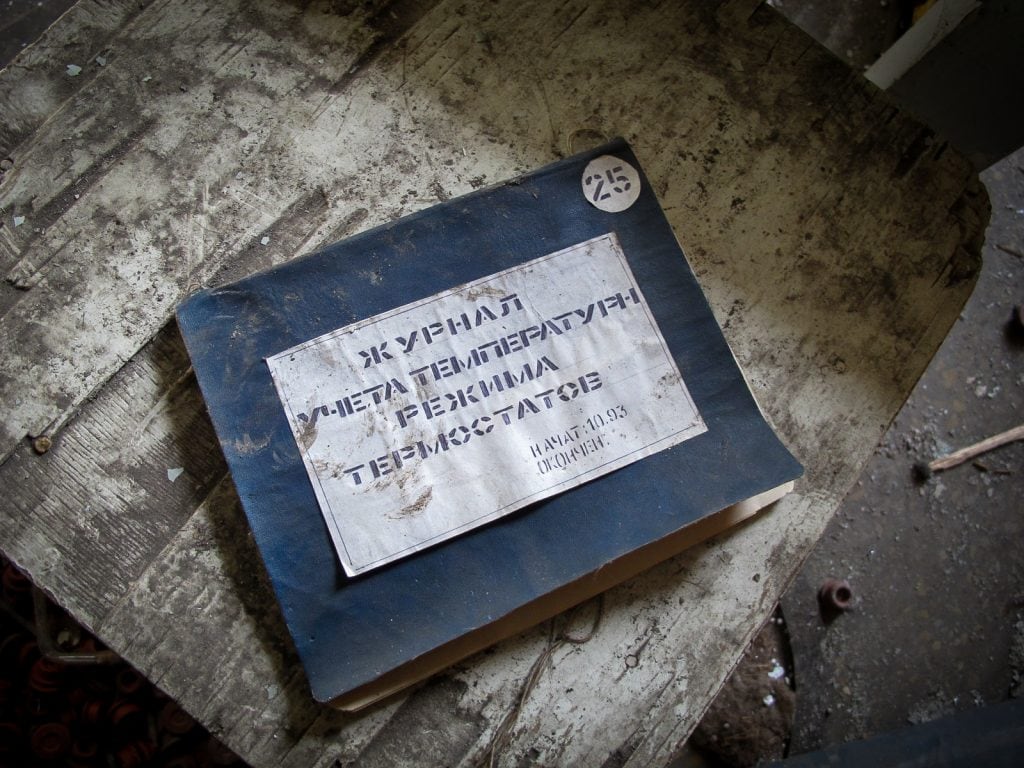 25
ЖУРНАЛ
УЧЕТА ТЕМПЕРАТУРН
РЕЖИМА
ТЕРМОСТАТОВ
НАЧАТ: 10.93
ОКОНЧЕН: